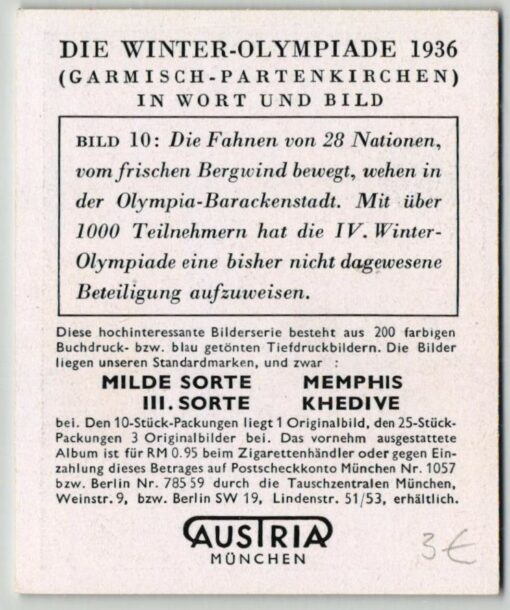 DIE WINTER-OLYMPIADE 1936
(GARMISCH-PARTENKIRCHEN)
IN WORT UND BILD
BILD 10: Die Fahnen von 28 Nationen,
vom frischen Bergwind bewegt, wehen in
der Olympia-Barackenstadt. Mit über
1000 Teilnehmern hat die IV. Winter-
Olympiade eine bisher nicht dagewesene
Beteiligung aufzuweisen.
Diese hochinteressante Bilderserie besteht aus 200 farbigen
Buchdruck- bzw. blau getönten Tiefdruckbildern. Die Bilder
liegen unseren Standardmarken, und zwar :
MILDE SORTE MEMPHIS
III. SORTE KHEDIVE
bei. Den 10-Stück-Packungen liegt 1 Originalbild, den 25-Stück-
Packungen 3 Originalbilder bei. Das vornehm ausgestattete
Album ist für RM 0.95 beim Zigarettenhändler oder gegen Ein-
zahlung dieses Betrages auf Postscheckkonto München Nr. 1057
bzw. Berlin Nr. 785 59 durch die Tauschzentralen München,
Weinstr. 9, bzw. Berlin SW 19, Lindenstr. 51/53, erhältlich.
AUSTRIA
MÜNCHEN
3€